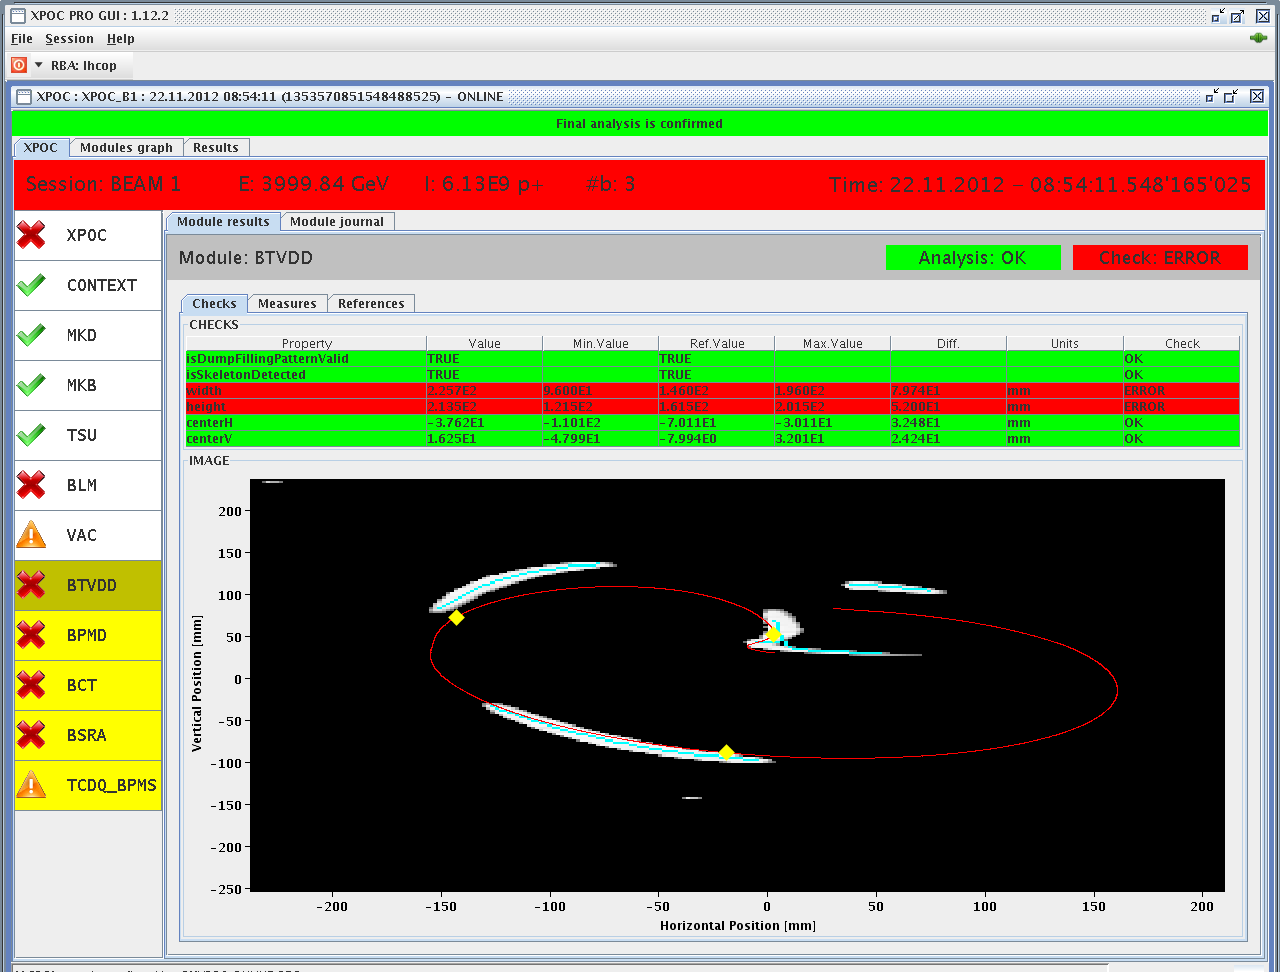 XPOC PRO GUI : 1.12.2
File Session Help
RBA: lhcop
XPOC : XPOC_B1 : 22.11.2012 08:54:11 (1353570851548488525) - ONLINE
Final analysis is confirmed
XPOC Modules graph Results
Session: BEAM 1 E: 3999.84 GeV I: 6.13E9 p+ #b: 3 Time: 22.11.2012 - 08:54:11.548'165'025
XPOC
CONTEXT
MKD
MKB
TSU
BLM
VAC
BTVDD
BPMD
BCT
BSRA
TCDQ_BPMS
Module results Module journal
Module: BTVDD Analysis: OK Check: ERROR
Checks Measures References
CHECKS
Property Value Min.Value Ref.Value Max.Value Diff. Units Check
isDumpFillingPatternValid TRUE TRUE OK
isSkeletonDetected TRUE TRUE OK
width 2.257E2 9.600E1 1.460E2 1.960E2 7.974E1 mm ERROR
height 2.135E2 1.215E2 1.615E2 2.015E2 5.200E1 mm ERROR
centerH -3.762E1 -1.101E2 -7.011E1 -3.011E1 3.248E1 mm OK
centerV 1.625E1 -4.799E1 -7.994E0 3.201E1 2.424E1 mm OK
IMAGE
Vertical Position [mm]
200
150
100
50
0
-50
-100
-150
-200
-250
-200 -150 -100 -50 0 50 100 150 200
Horizontal Position [mm]